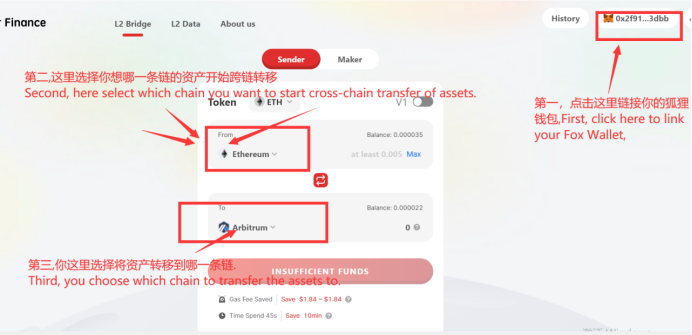 r Finance
L2 Bridge
L2 Data
About us
History
0x2f91...3dbb
Sender
Maker
第二,这里选择你想哪一条链的资产开始跨链转移
Second, here select which chain you want to start cross-chain transfer of assets.
Token
ETH
V1
第一，点击这里链接你的狐狸
钱包,First, click here to link
your Fox Wallet,
From
Balance: 0.000035
Ethereum
at least 0.005 Max
To
Balance: 0.000022
Arbitrum
0
第三,你这里选择将资产转移到哪一条链.
Third, you choose which chain to transfer the assets to.
INSUFFICIENT FUNDS
Gas Fee Saved
Save $1.84 ~ $1.84
Time Spend 45s
Save 10min